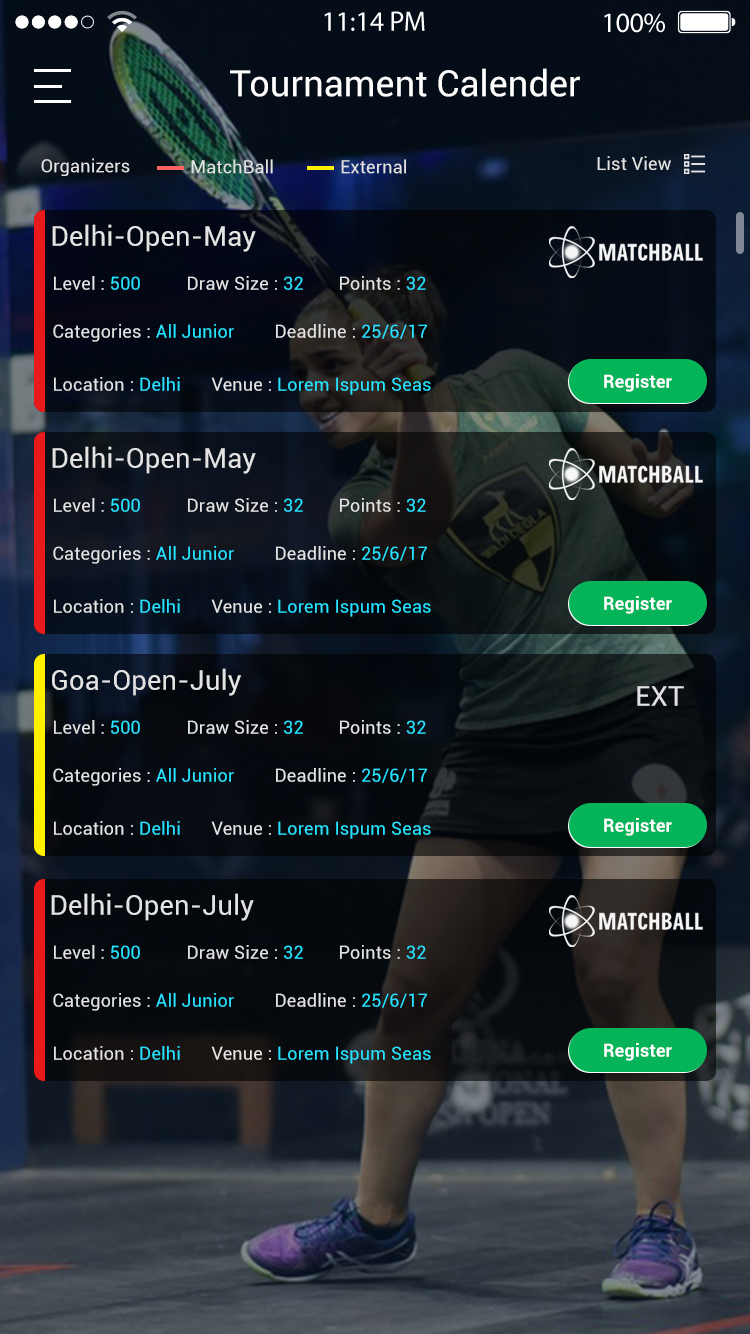 11:14 PM 100%
Tournament Calender
Organizers MatchBall External List View
Delhi-Open-May
MATCHBALL
Level : 500 Draw Size : 32 Points : 32
Categories : All Junior Deadline : 25/6/17
Location : Delhi Venue : Lorem Ispum Seas Register
Delhi-Open-May
MATCHBALL
Level : 500 Draw Size : 32 Points : 32
Categories : All Junior Deadline : 25/6/17
Location : Delhi Venue : Lorem Ispum Seas Register
Goa-Open-July
EXT
Level : 500 Draw Size : 32 Points : 32
Categories : All Junior Deadline : 25/6/17
Location : Delhi Venue : Lorem Ispum Seas Register
Delhi-Open-July
MATCHBALL
Level : 500 Draw Size : 32 Points : 32
Categories : All Junior Deadline : 25/6/17
Location : Delhi Venue : Lorem Ispum Seas Register
OPEN